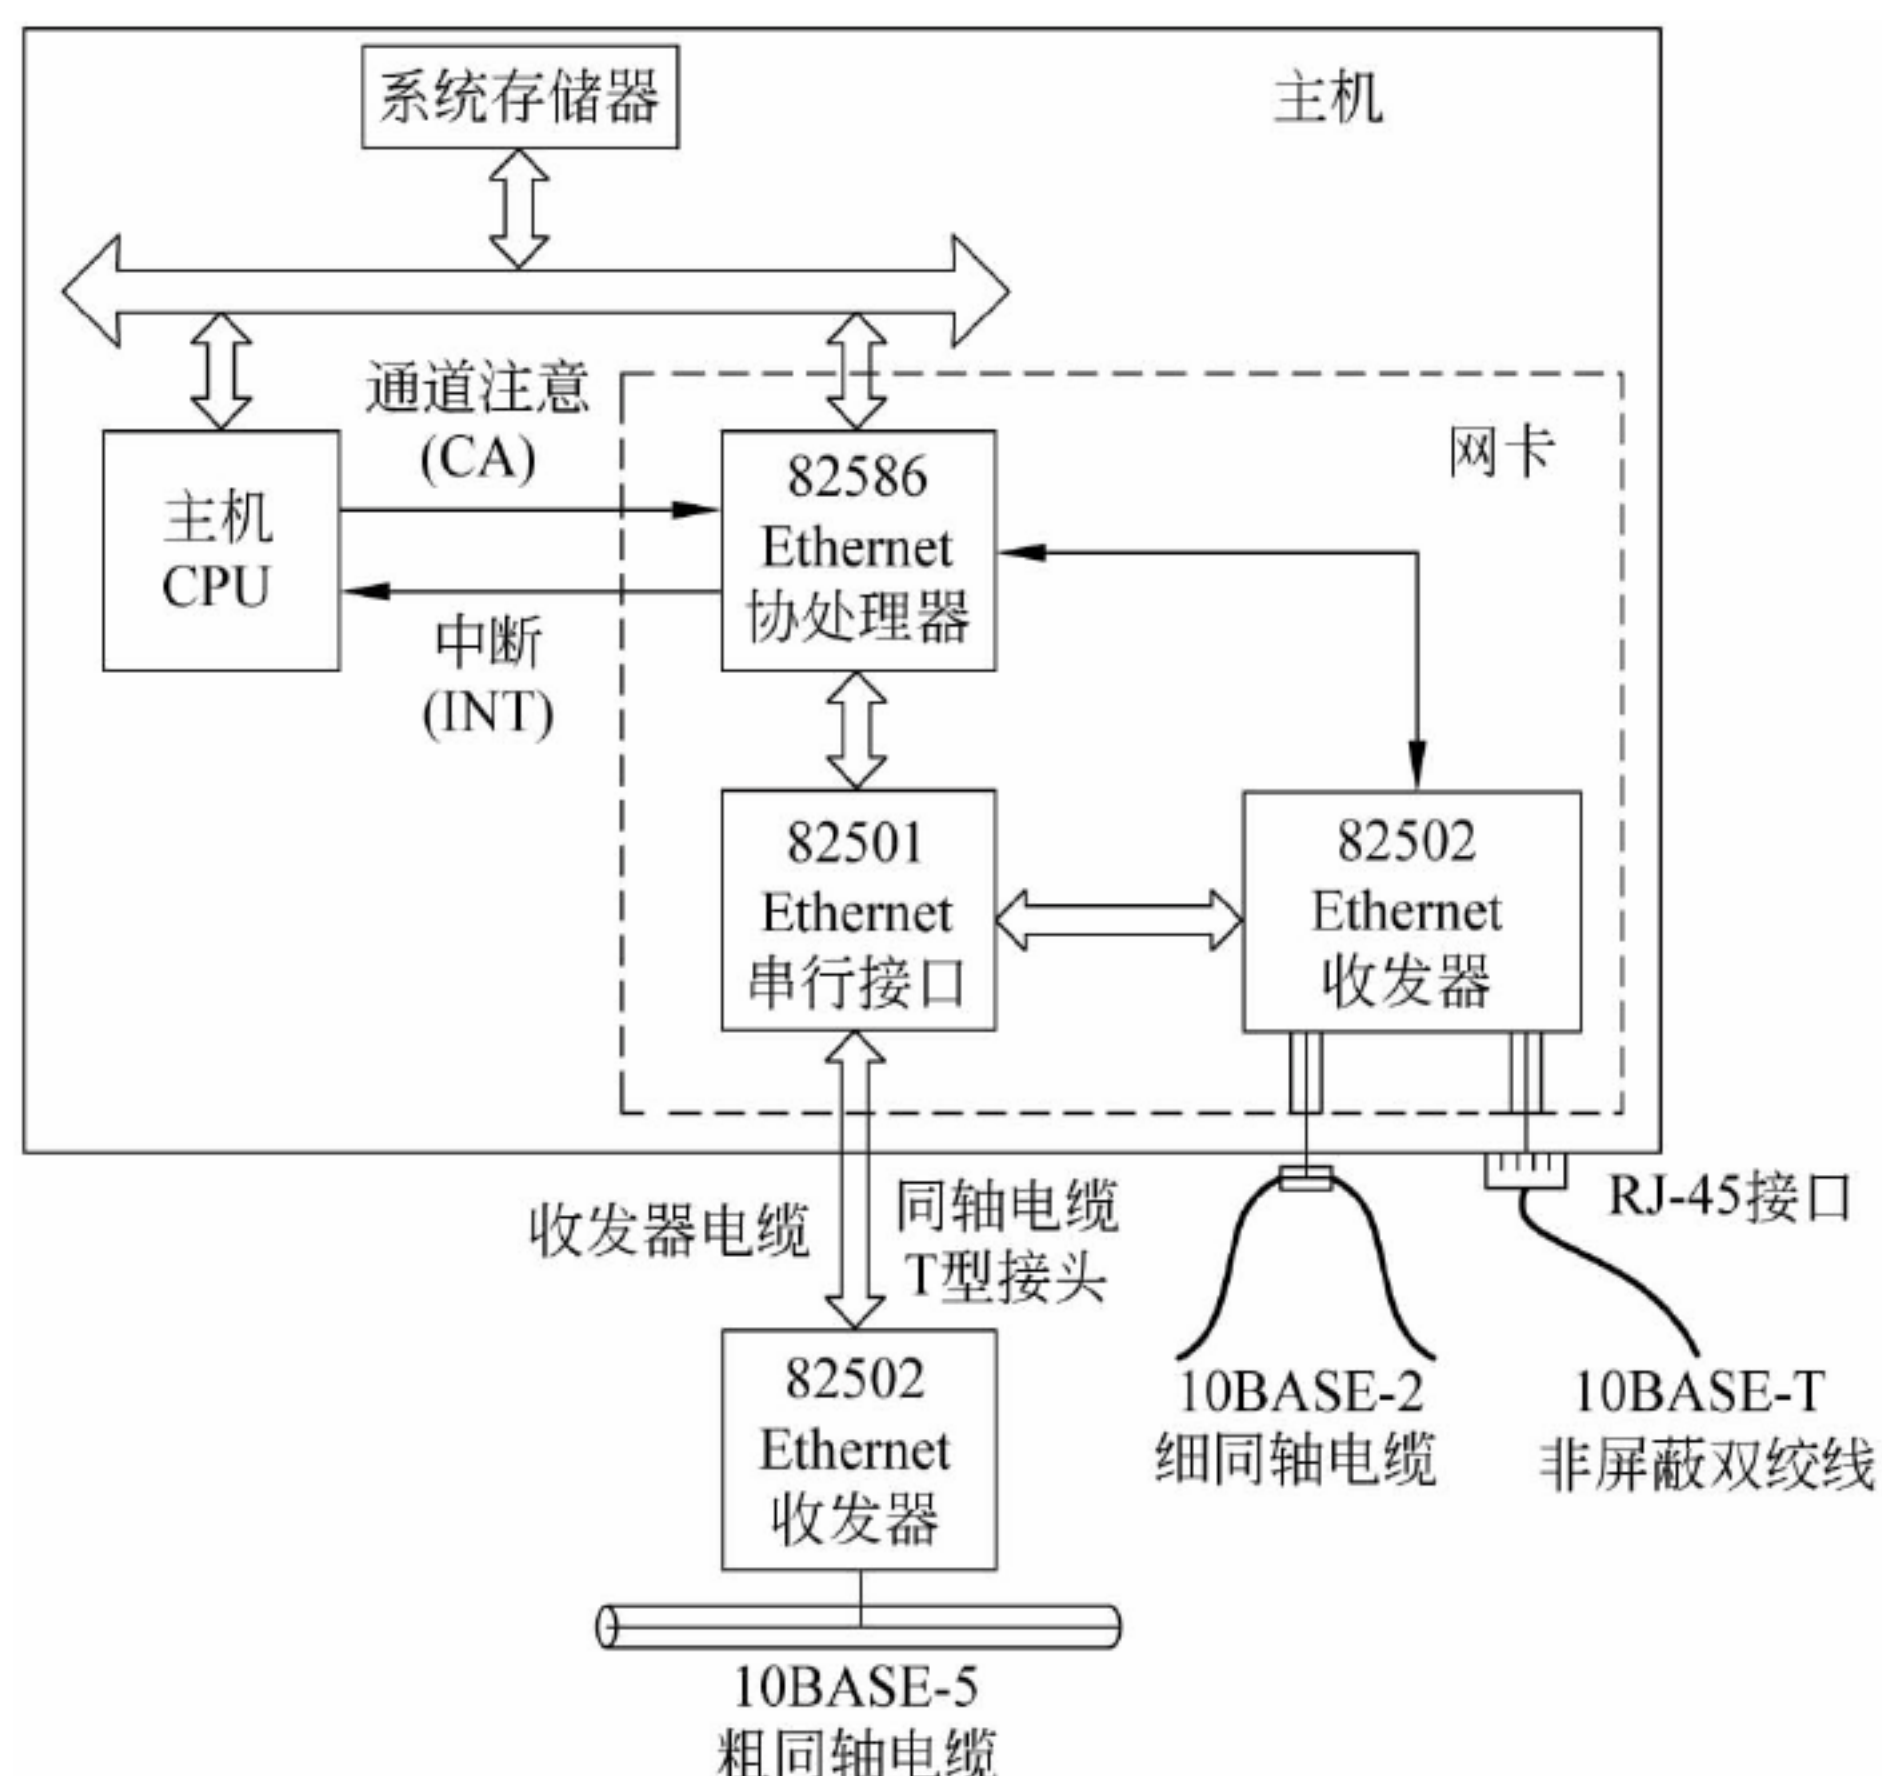 系统存储器
主机
通道注意
(CA)
网卡
主机
CPU
82586
Ethernet
协处理器
中断
(INT)
82501
Ethernet
串行接口
82502
Ethernet
收发器
收发器电缆
同轴电缆
T型接头
RJ-45接口
82502
Ethernet
收发器
10BASE-2
细同轴电缆
10BASE-T
非屏蔽双绞线
10BASE-5
粗同轴电缆